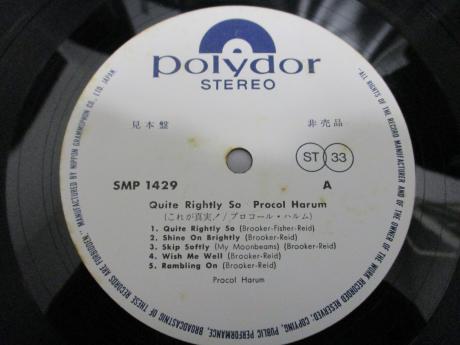 polydor
STEREO
見本盤 非売品
ST 33
SMP 1429 A
Quite Rightly So Procol Harum
(これが真実!/プロコール・ハルム)
1. Quite Rightly So (Brooker-Fisher-Reid)
2. Shine On Brightly (Brooker-Reid)
3. Skip Softly (My Moonbeams) (Brooker-Reid)
4. Wish Me Well (Brooker-Reid)
5. Rambling On (Brooker-Reid)
Procol Harum
"ALL RIGHTS OF THE RECORD MANUFACTURER AND OF THE OWNER OF THE WORK RECORDED RESERVED. COPYING, PUBLIC PERFORMANCE, BROADCASTING OF THESE RECORDS ARE FORBIDDEN." MANUFACTURED BY NIPPON GRAMMOPHON CO., LTD. JAPAN.